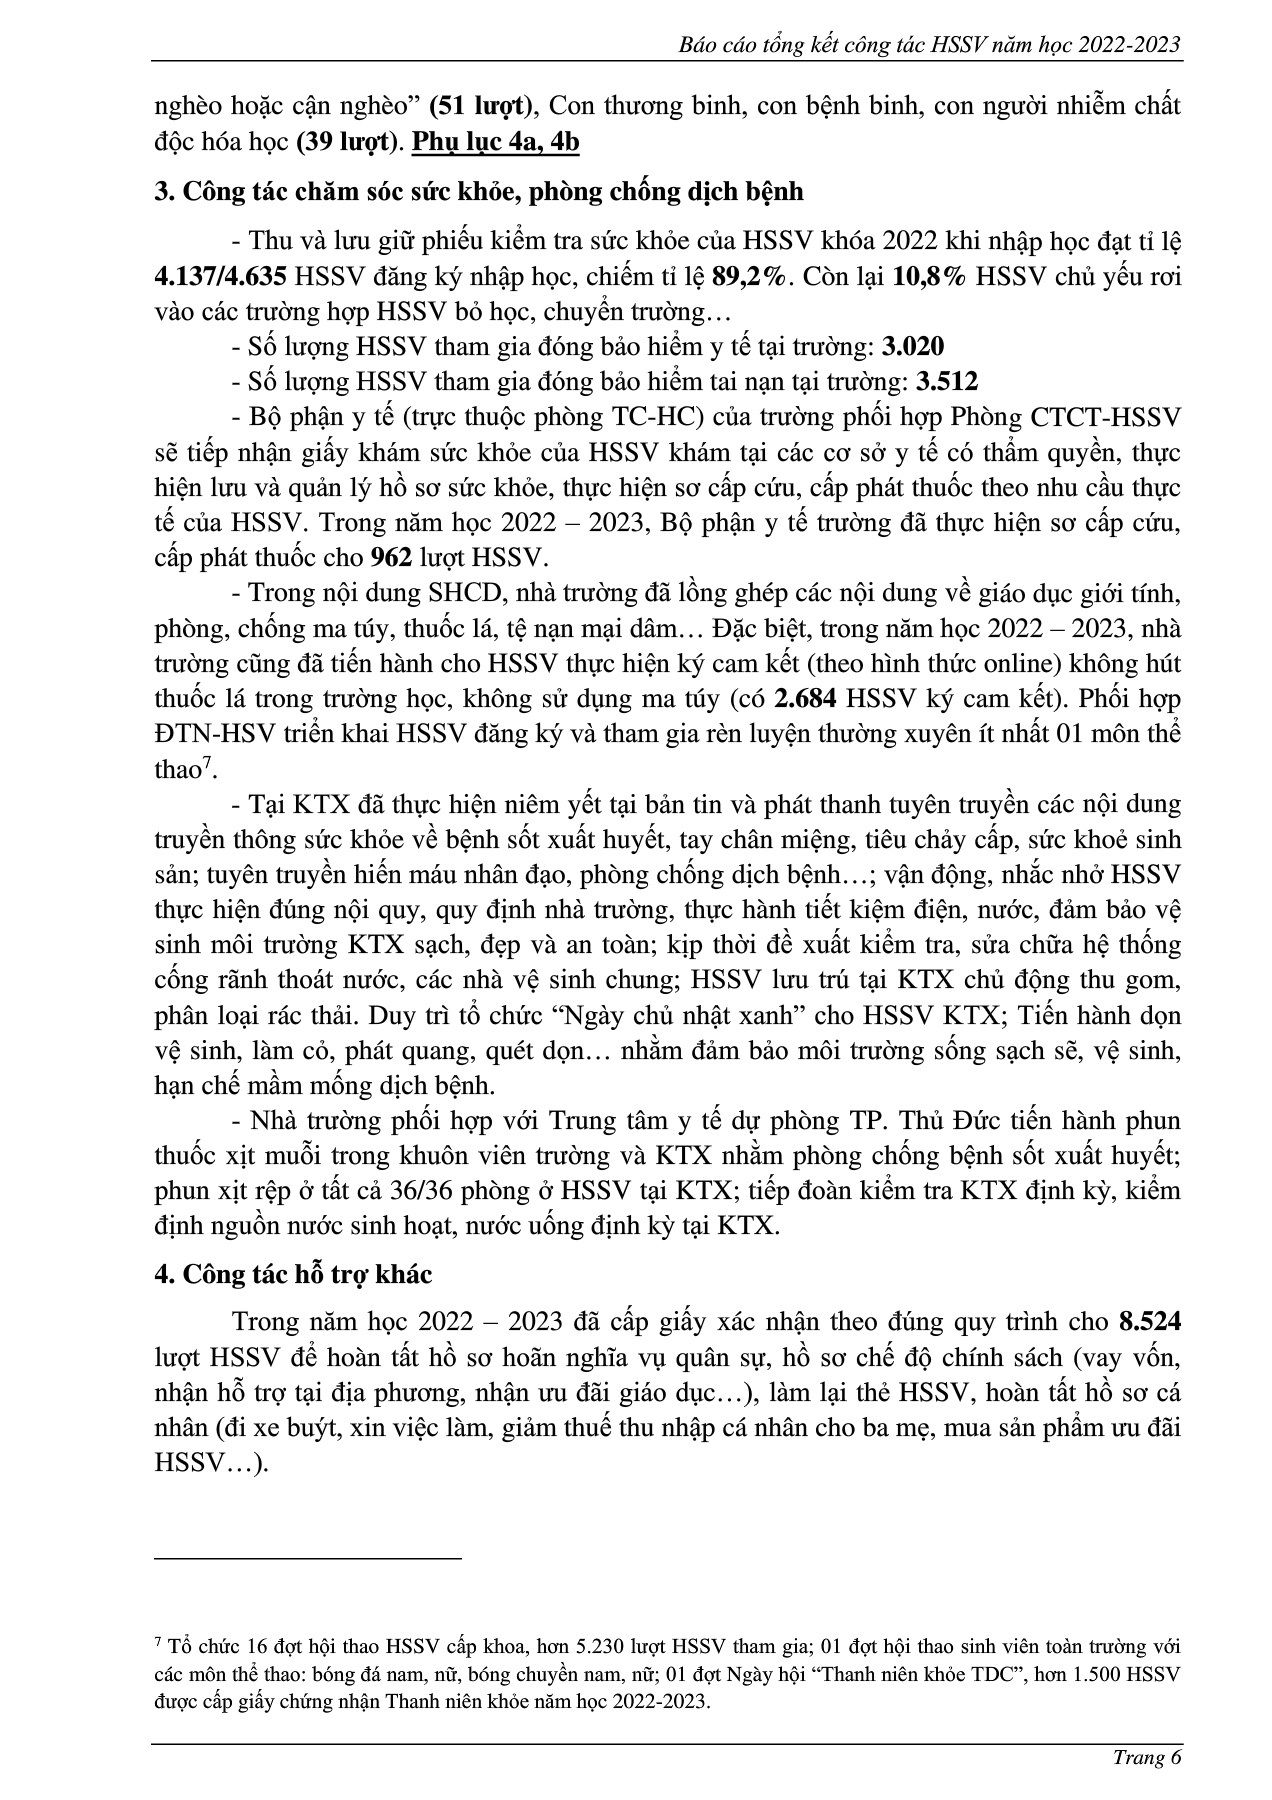 Báo cáo tổng kết công tác HSSV năm học 2022-2023
nghèo hoặc cận nghèo” (51 lượt), Con thương binh, con bệnh binh, con người nhiễm chất
độc hóa học (39 lượt). Phụ lục 4a, 4b
3. Công tác chăm sóc sức khỏe, phòng chống dịch bệnh
- Thu và lưu giữ phiếu kiểm tra sức khỏe của HSSV khóa 2022 khi nhập học đạt tỉ lệ
4.137/4.635 HSSV đăng ký nhập học, chiếm tỉ lệ 89,2%. Còn lại 10,8% HSSV chủ yếu rơi
vào các trường hợp HSSV bỏ học, chuyển trường…
- Số lượng HSSV tham gia đóng bảo hiểm y tế tại trường: 3.020
- Số lượng HSSV tham gia đóng bảo hiểm tai nạn tại trường: 3.512
- Bộ phận y tế (trực thuộc phòng TC-HC) của trường phối hợp Phòng CTCT-HSSV
sẽ tiếp nhận giấy khám sức khỏe của HSSV khám tại các cơ sở y tế có thẩm quyền, thực
hiện lưu và quản lý hồ sơ sức khỏe, thực hiện sơ cấp cứu, cấp phát thuốc theo nhu cầu thực
tế của HSSV. Trong năm học 2022 – 2023, Bộ phận y tế trường đã thực hiện sơ cấp cứu,
cấp phát thuốc cho 962 lượt HSSV.
- Trong nội dung SHCD, nhà trường đã lồng ghép các nội dung về giáo dục giới tính,
phòng, chống ma túy, thuốc lá, tệ nạn mại dâm… Đặc biệt, trong năm học 2022 – 2023, nhà
trường cũng đã tiến hành cho HSSV thực hiện ký cam kết (theo hình thức online) không hút
thuốc lá trong trường học, không sử dụng ma túy (có 2.684 HSSV ký cam kết). Phối hợp
ĐTN-HSV triển khai HSSV đăng ký và tham gia rèn luyện thường xuyên ít nhất 01 môn thể
thao⁷.
- Tại KTX đã thực hiện niêm yết tại bản tin và phát thanh tuyên truyền các nội dung
truyền thông sức khỏe về bệnh sốt xuất huyết, tay chân miệng, tiêu chảy cấp, sức khoẻ sinh
sản; tuyên truyền hiến máu nhân đạo, phòng chống dịch bệnh…; vận động, nhắc nhở HSSV
thực hiện đúng nội quy, quy định nhà trường, thực hành tiết kiệm điện, nước, đảm bảo vệ
sinh môi trường KTX sạch, đẹp và an toàn; kịp thời đề xuất kiểm tra, sửa chữa hệ thống
cống rãnh thoát nước, các nhà vệ sinh chung; HSSV lưu trú tại KTX chủ động thu gom,
phân loại rác thải. Duy trì tổ chức “Ngày chủ nhật xanh” cho HSSV KTX; Tiến hành dọn
vệ sinh, làm cỏ, phát quang, quét dọn… nhằm đảm bảo môi trường sống sạch sẽ, vệ sinh,
hạn chế mầm mống dịch bệnh.
- Nhà trường phối hợp với Trung tâm y tế dự phòng TP. Thủ Đức tiến hành phun
thuốc xịt muỗi trong khuôn viên trường và KTX nhằm phòng chống bệnh sốt xuất huyết;
phun xịt rệp ở tất cả 36/36 phòng ở HSSV tại KTX; tiếp đoàn kiểm tra KTX định kỳ, kiểm
định nguồn nước sinh hoạt, nước uống định kỳ tại KTX.
4. Công tác hỗ trợ khác
Trong năm học 2022 – 2023 đã cấp giấy xác nhận theo đúng quy trình cho 8.524
lượt HSSV để hoàn tất hồ sơ hoãn nghĩa vụ quân sự, hồ sơ chế độ chính sách (vay vốn,
nhận hỗ trợ tại địa phương, nhận ưu đãi giáo dục…), làm lại thẻ HSSV, hoàn tất hồ sơ cá
nhân (đi xe buýt, xin việc làm, giảm thuế thu nhập cá nhân cho ba mẹ, mua sản phẩm ưu đãi
HSSV…).
⁷ Tổ chức 16 đợt hội thao HSSV cấp khoa, hơn 5.230 lượt HSSV tham gia; 01 đợt hội thao sinh viên toàn trường với
các môn thể thao: bóng đá nam, nữ, bóng chuyền nam, nữ; 01 đợt Ngày hội “Thanh niên khỏe TDC”, hơn 1.500 HSSV
được cấp giấy chứng nhận Thanh niên khỏe năm học 2022-2023.
Trang 6